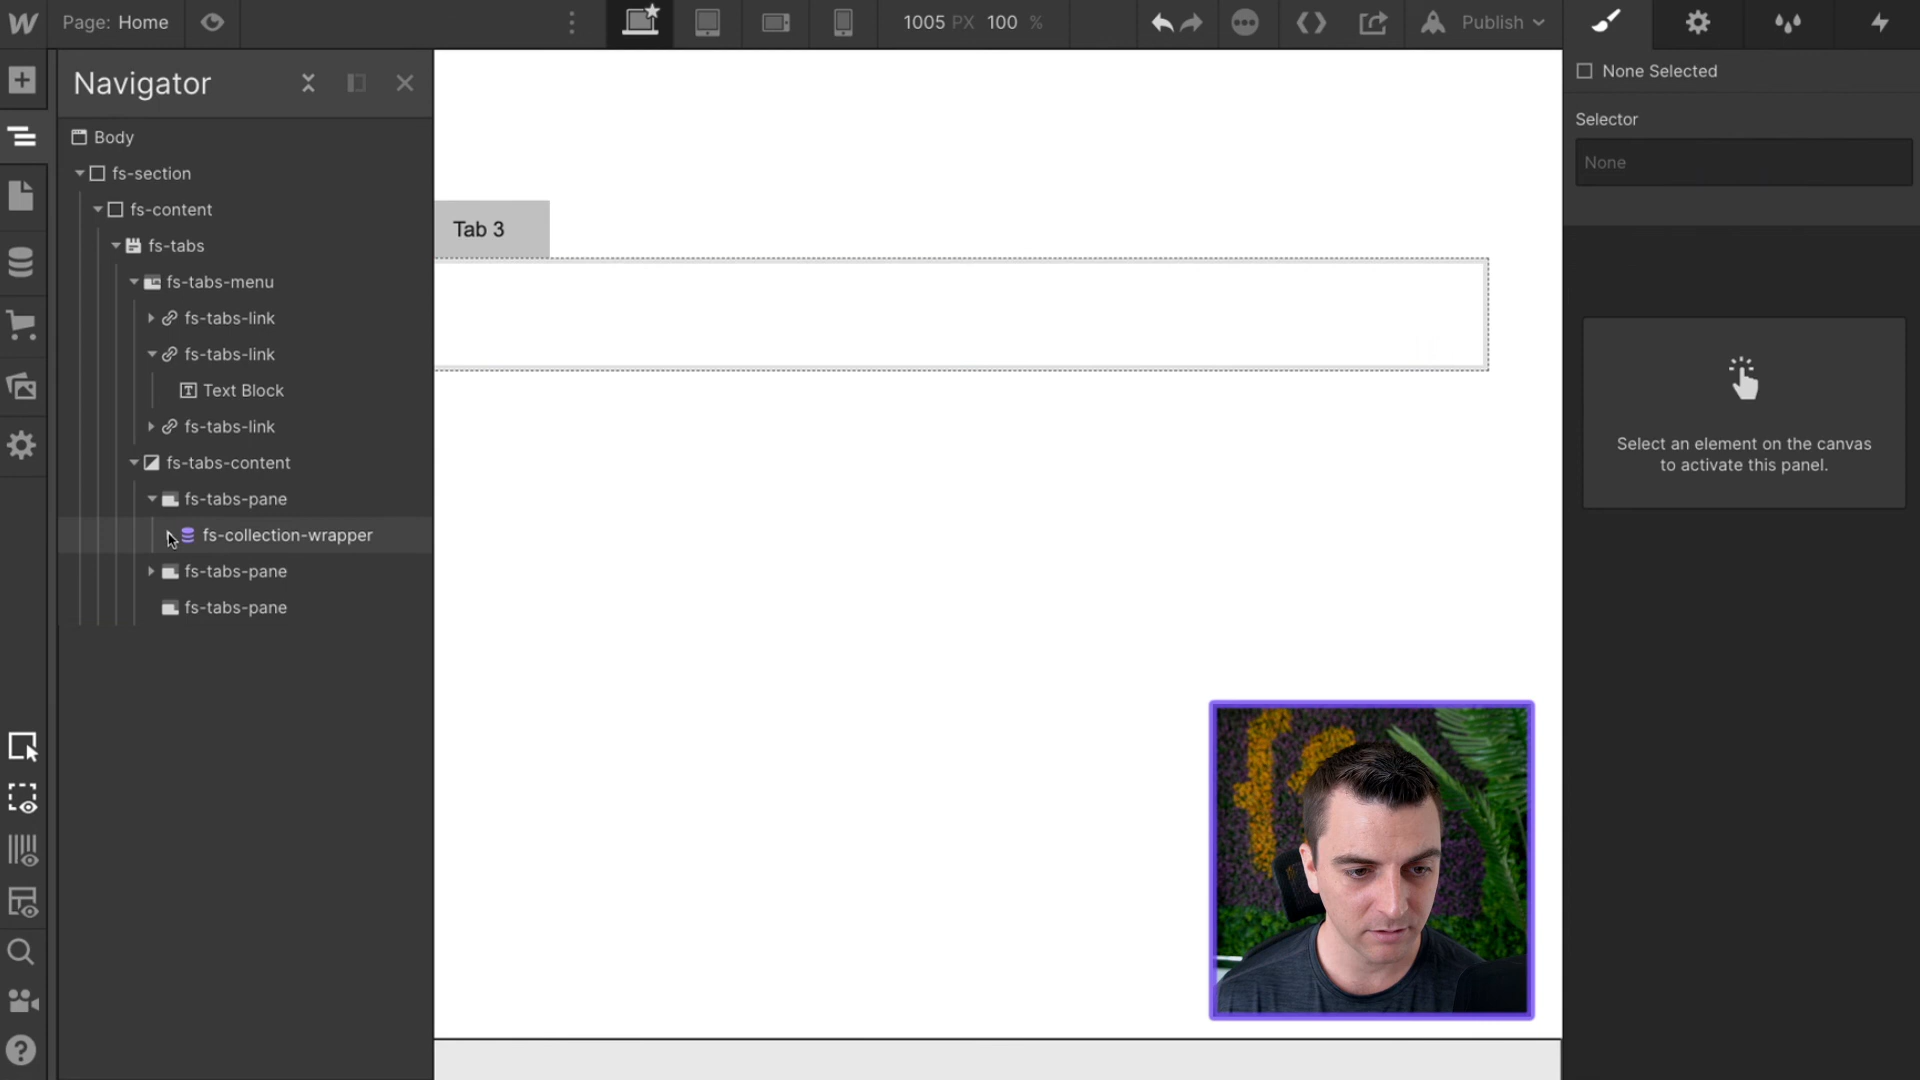 Page: Home
1005 PX 100 %
Publish
Navigator
None Selected
Body
Selector
fs-section
None
fs-content
Tab 3
fs-tabs
fs-tabs-menu
fs-tabs-link
fs-tabs-link
Text Block
fs-tabs-link
Select an element on the canvas
to activate this panel.
fs-tabs-content
fs-tabs-pane
fs-collection-wrapper
fs-tabs-pane
fs-tabs-pane